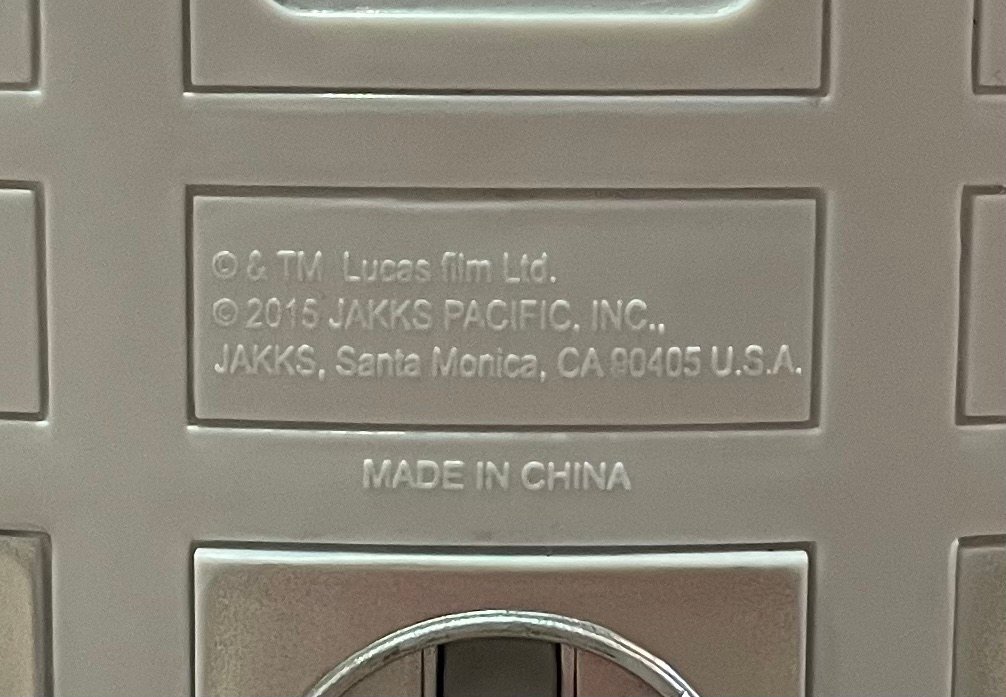 © & TM Lucas film Ltd.
© 2015 JAKKS PACIFIC, INC.,
JAKKS, Santa Monica, CA 90405 U.S.A.
MADE IN CHINA